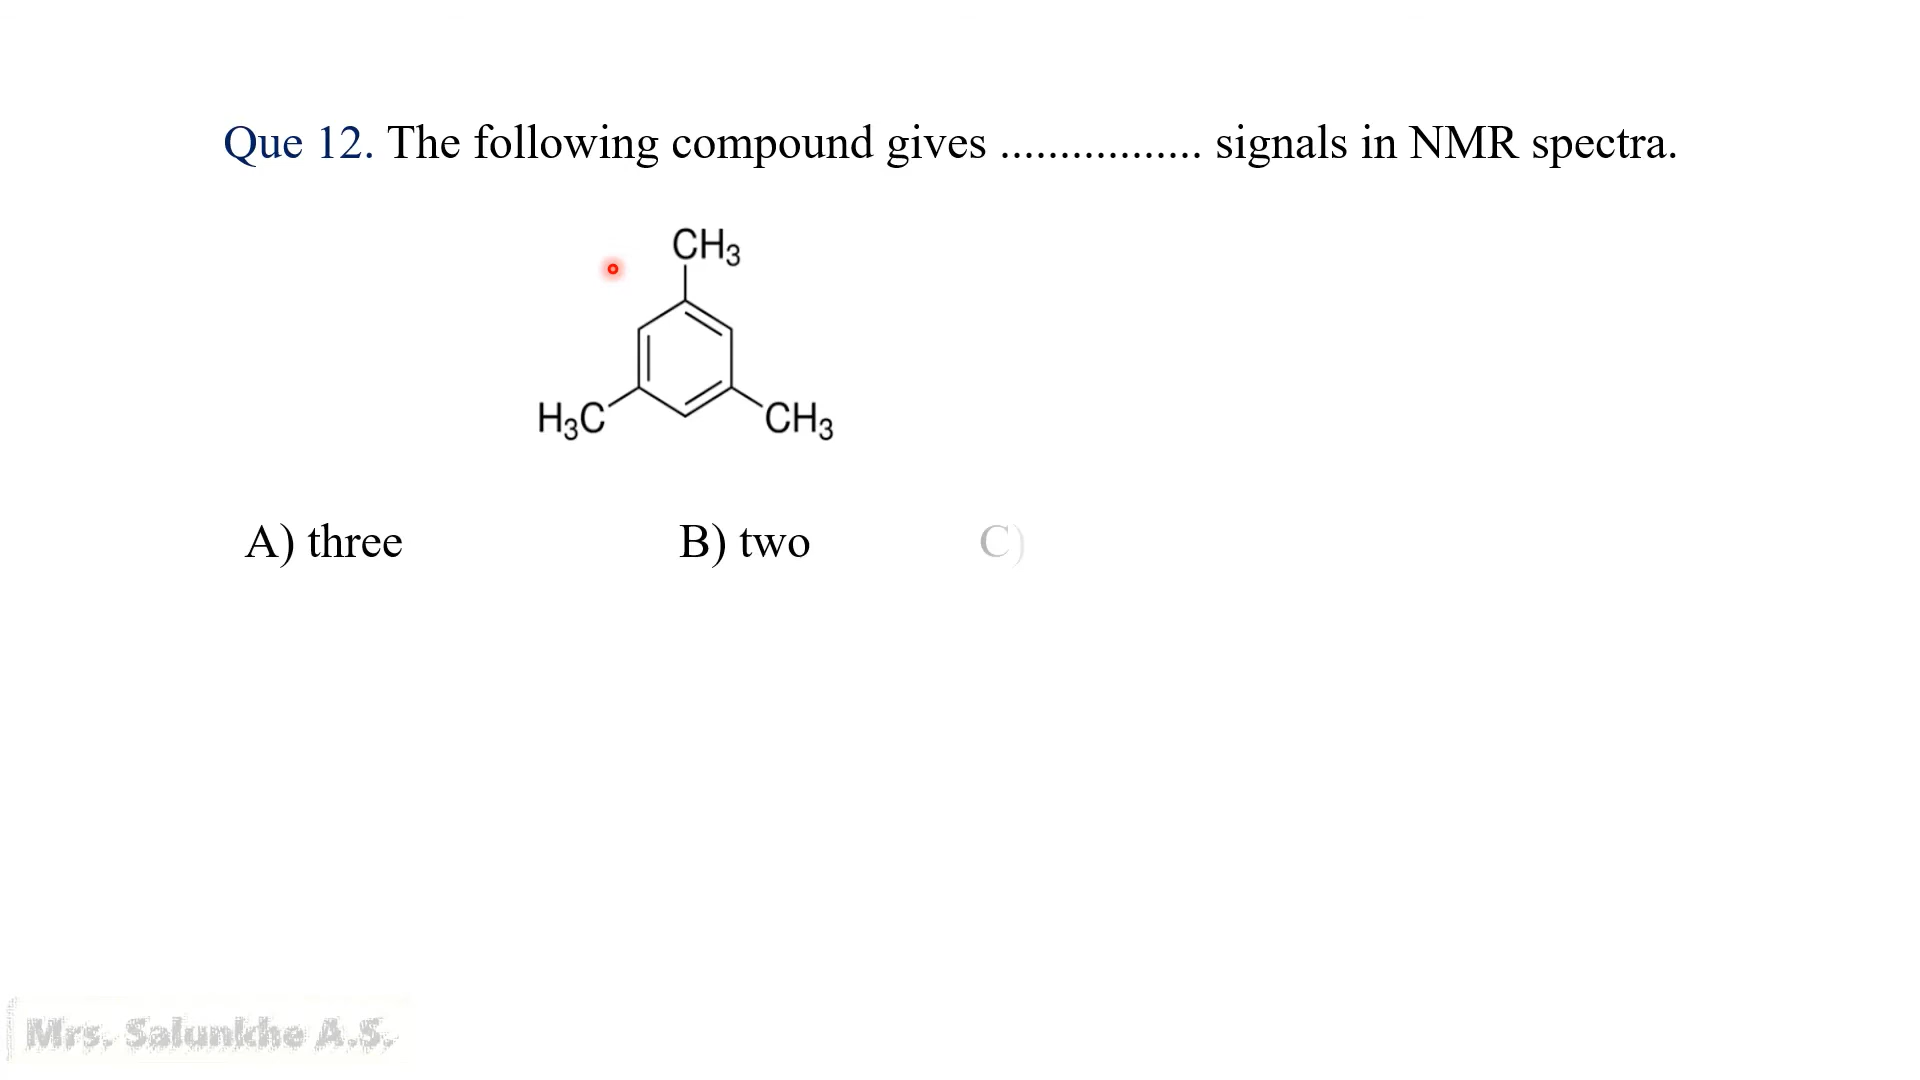 Que 12. The following compound gives ................. signals in NMR spectra.
CH₃
H₃C CH₃
A) three B) two C)
Mrs. Salunkhe A.S.